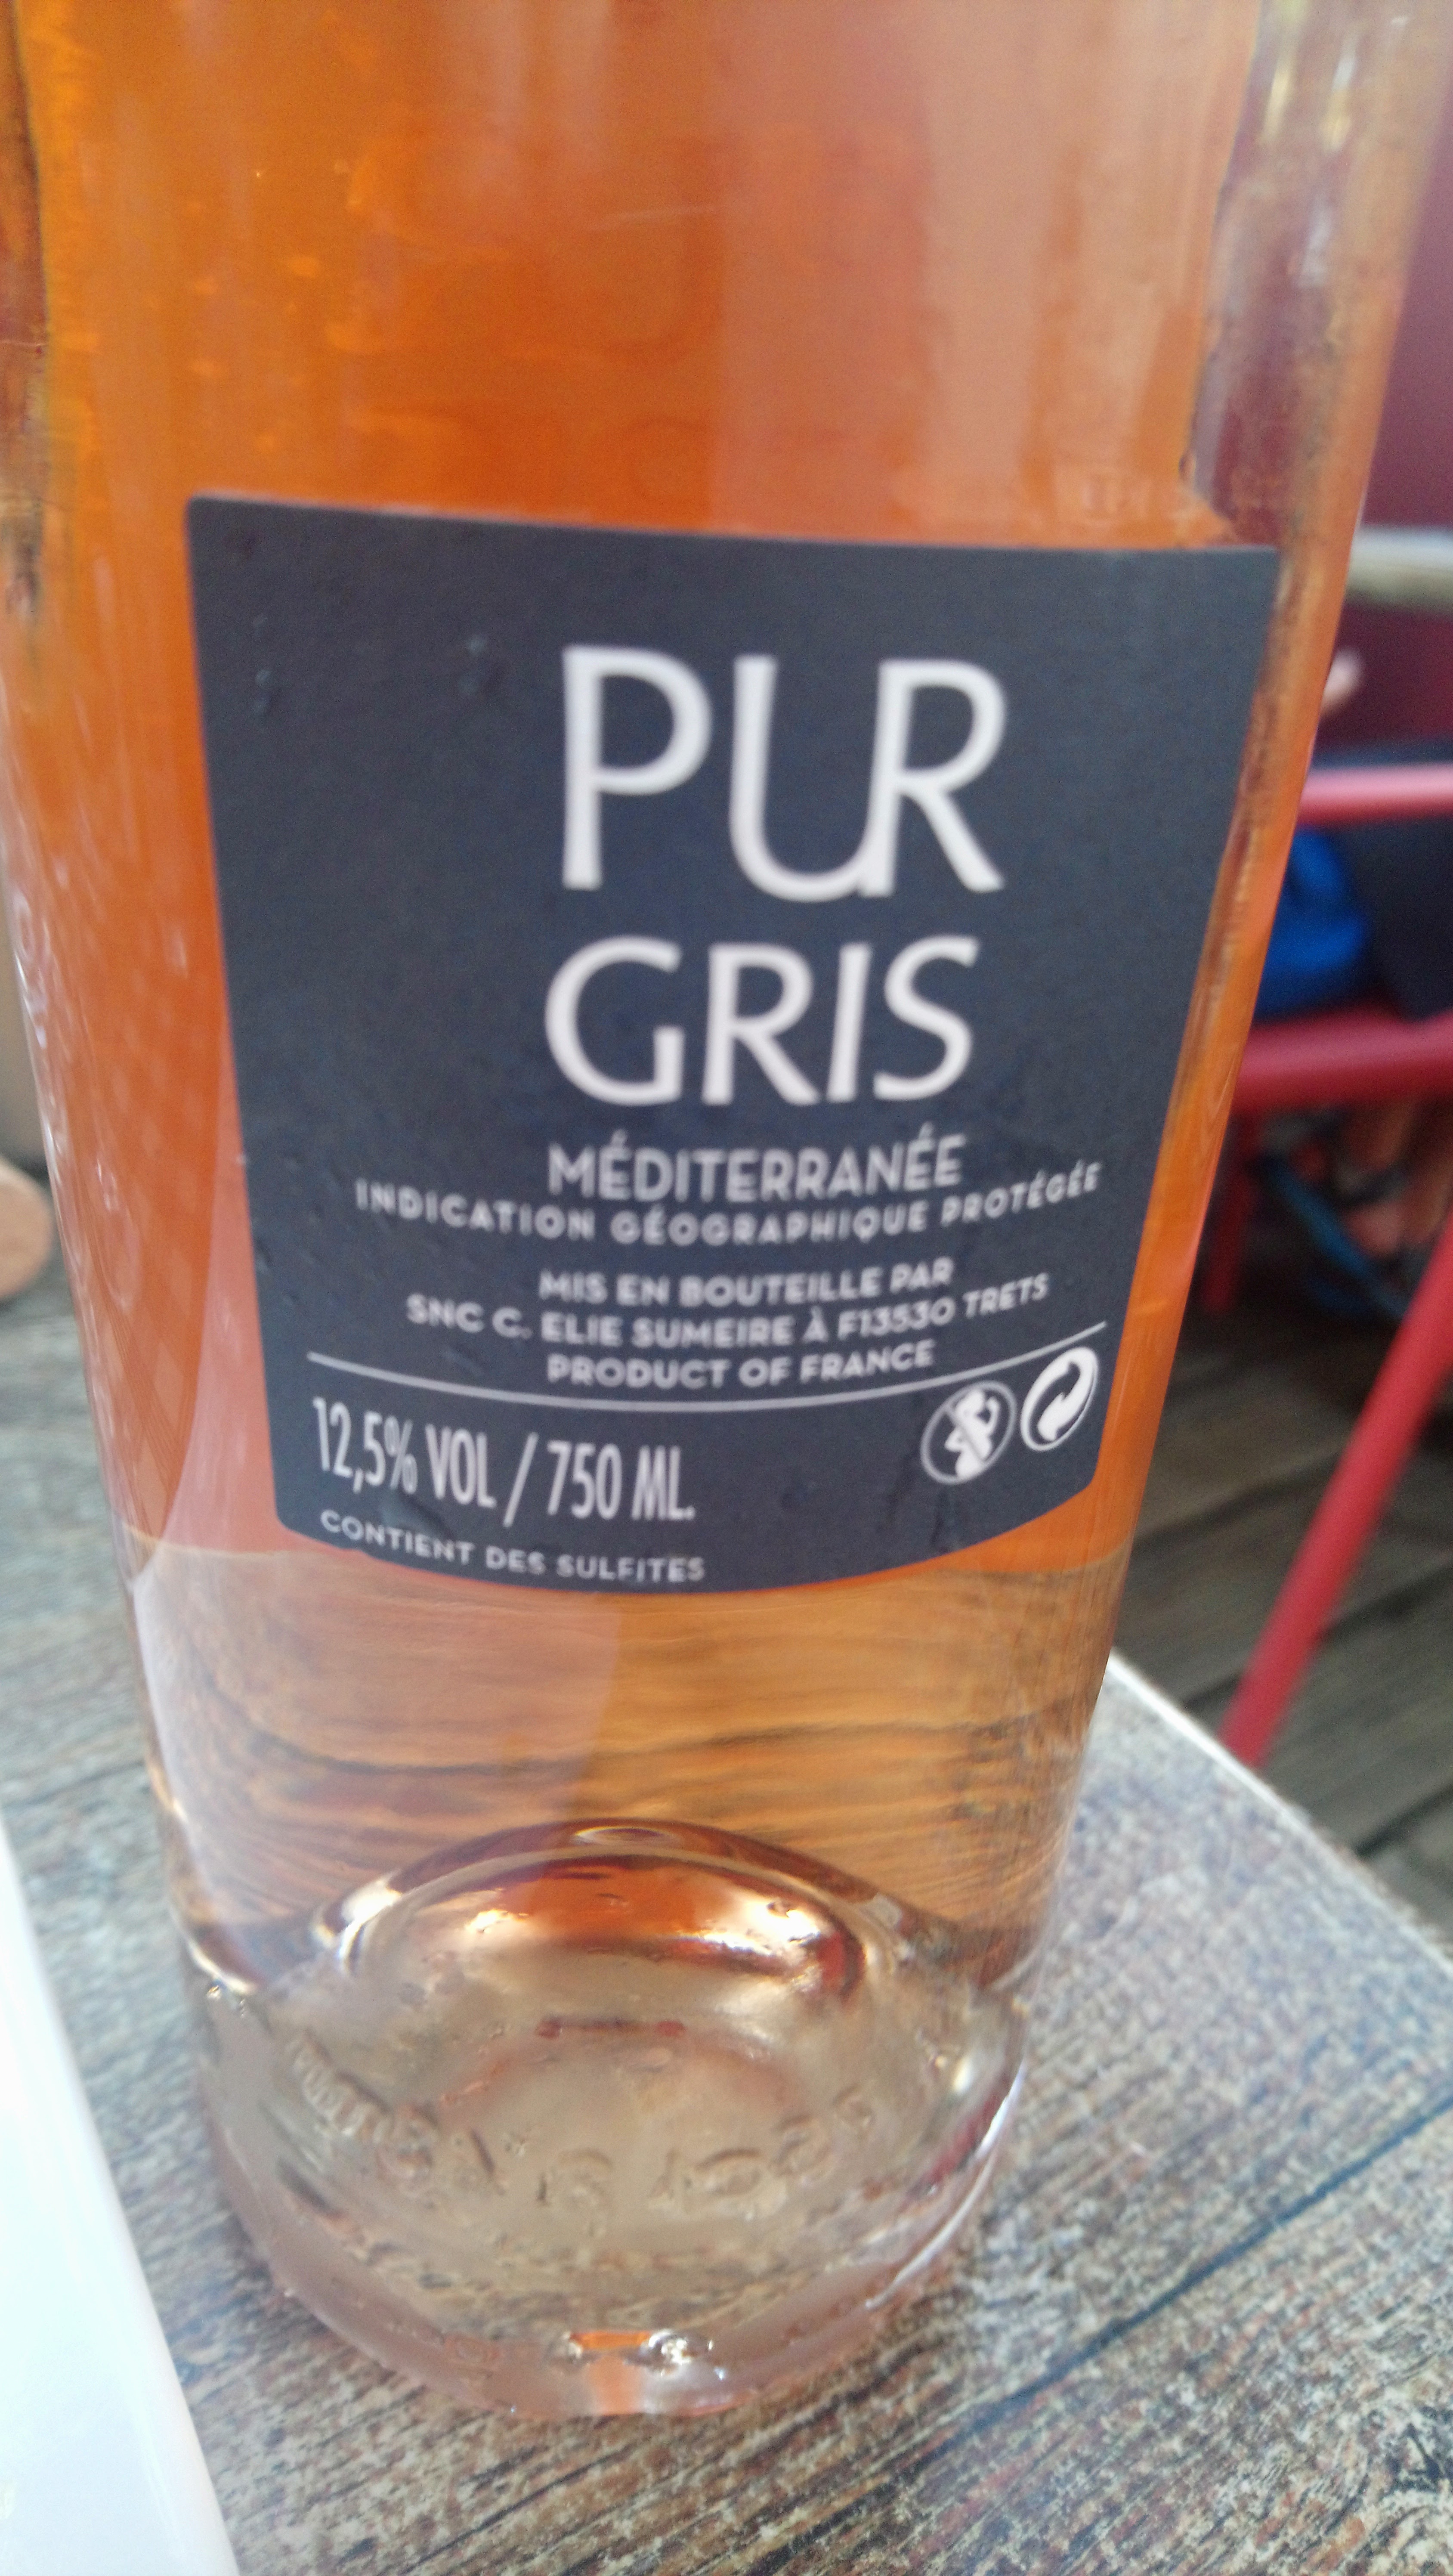 PUR
GRIS
MÉDITERRANÉE
INDICATION GÉOGRAPHIQUE PROTÉGÉE
MIS EN BOUTEILLE PAR
SNC C. ELIE SUMEIRE À F13530 TRETS
PRODUCT OF FRANCE
12,5% VOL / 750 ML.
CONTIENT DES SULFITES